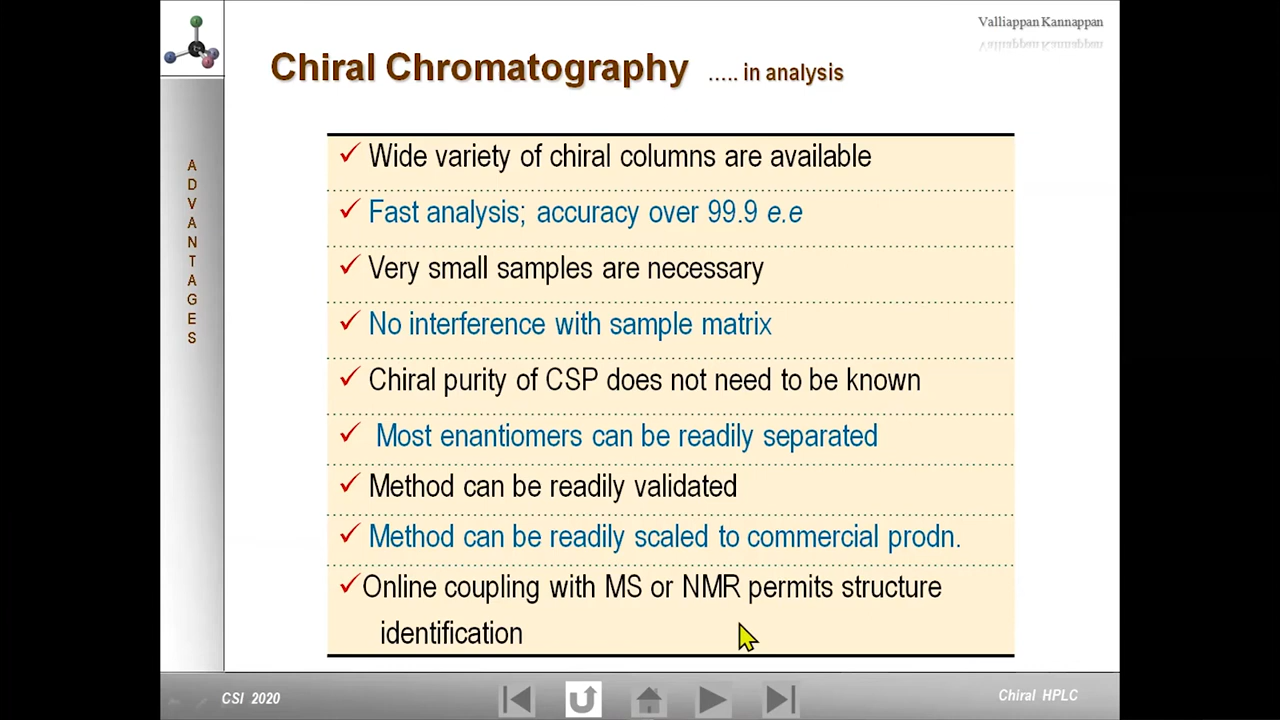 Valliappan Kannappan
Chiral Chromatography ..... in analysis
ADVANTAGES
✓ Wide variety of chiral columns are available
✓ Fast analysis; accuracy over 99.9 e.e
✓ Very small samples are necessary
✓ No interference with sample matrix
✓ Chiral purity of CSP does not need to be known
✓ Most enantiomers can be readily separated
✓ Method can be readily validated
✓ Method can be readily scaled to commercial prodn.
✓ Online coupling with MS or NMR permits structure
identification
CSI 2020
Chiral HPLC